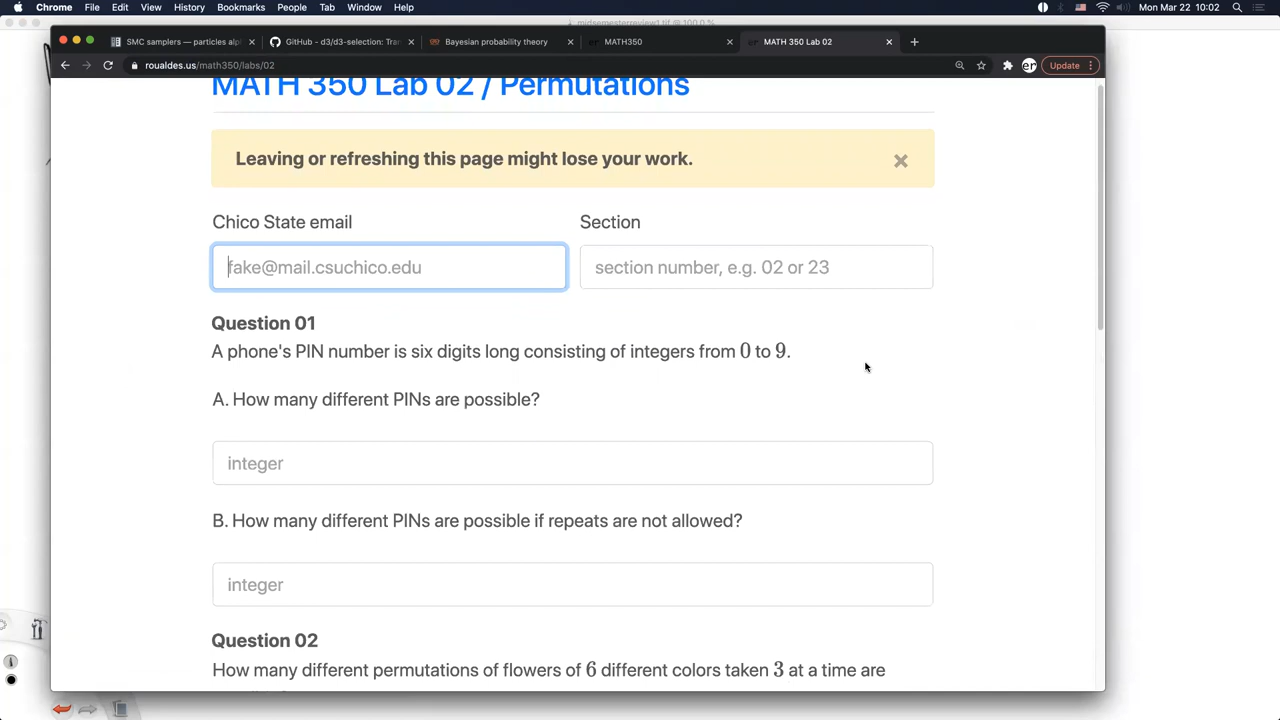 Chrome File Edit View History Bookmarks People Tab Window Help Mon Mar 22 10:02
midsemesterreview1.tif @ 100.0 %
SMC samplers — particles alp GitHub - d3/d3-selection: Tran Bayesian probability theory MATH350 MATH 350 Lab 02
roualdes.us/math350/labs/02 er Update
MATH 350 Lab 02 / Permutations
Leaving or refreshing this page might lose your work.
Chico State email Section
fake@mail.csuchico.edu section number, e.g. 02 or 23
Question 01
A phone's PIN number is six digits long consisting of integers from 0 to 9.
A. How many different PINs are possible?
integer
B. How many different PINs are possible if repeats are not allowed?
integer
Question 02
How many different permutations of flowers of 6 different colors taken 3 at a time are